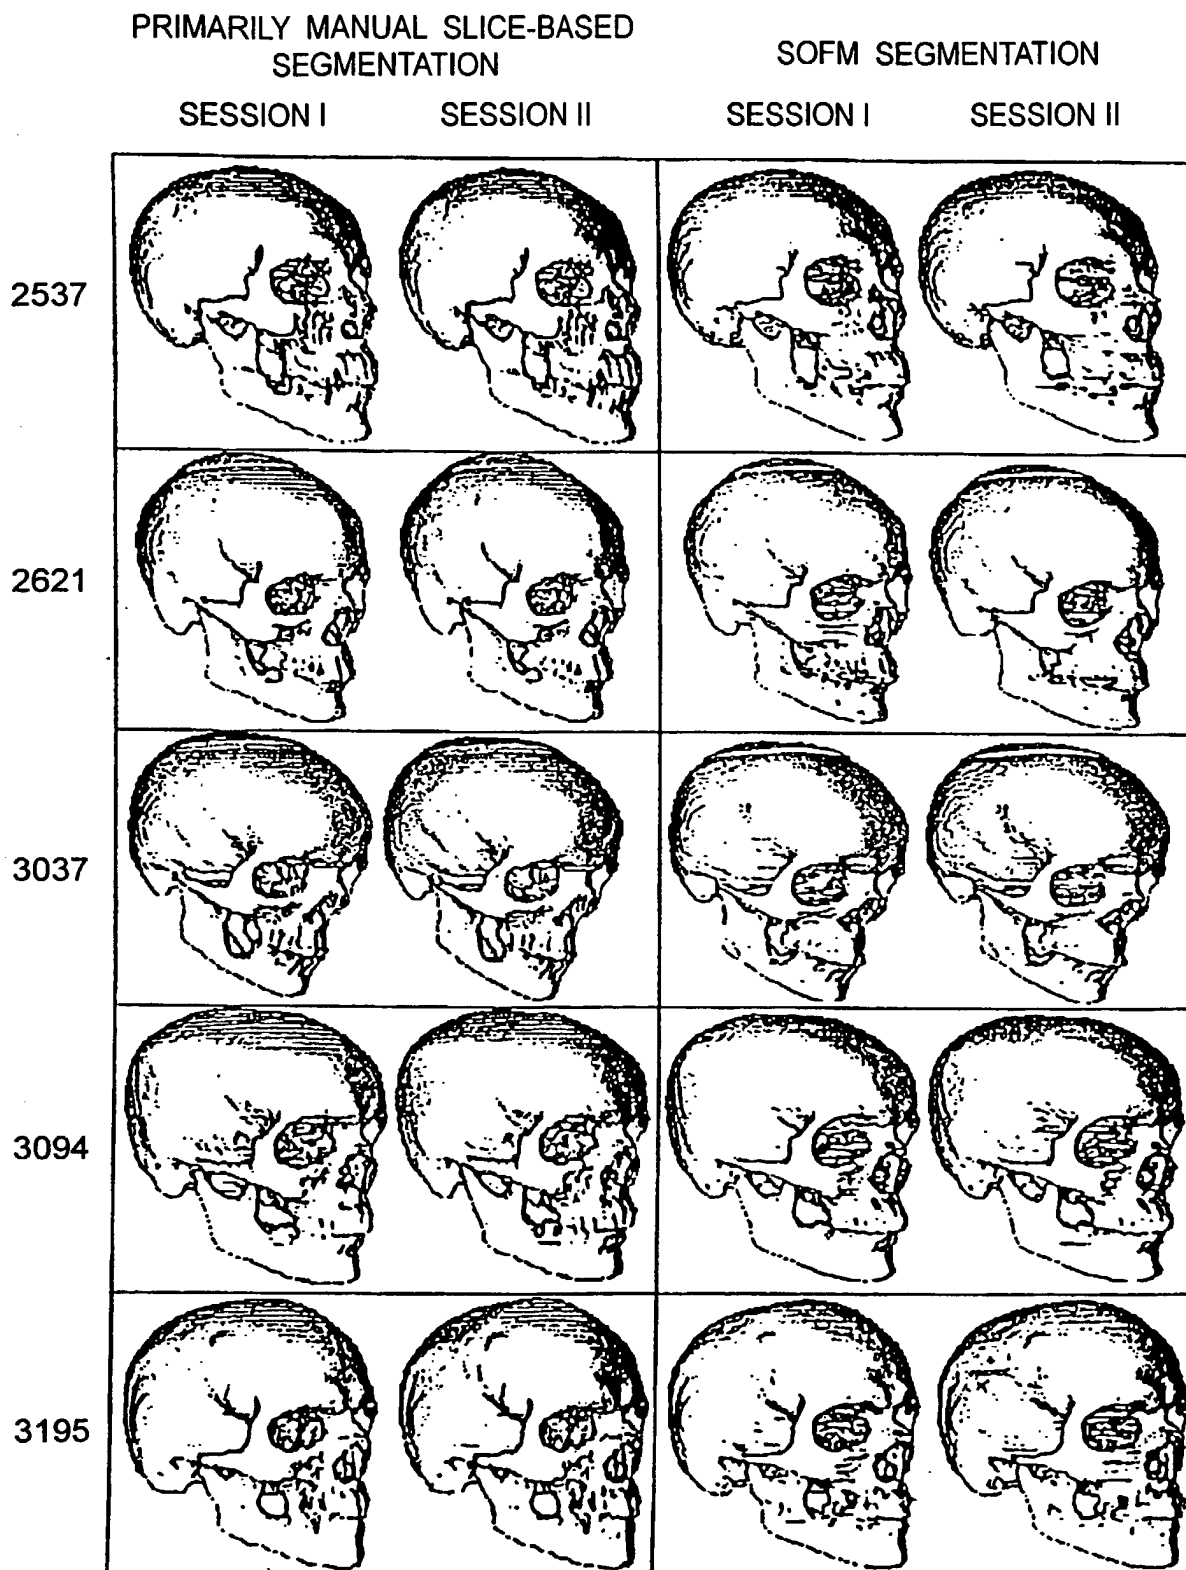 PRIMARILY MANUAL SLICE-BASED
SEGMENTATION
SOFM SEGMENTATION
SESSION I
SESSION II
SESSION I
SESSION II
2537
2621
3037
3094
3195